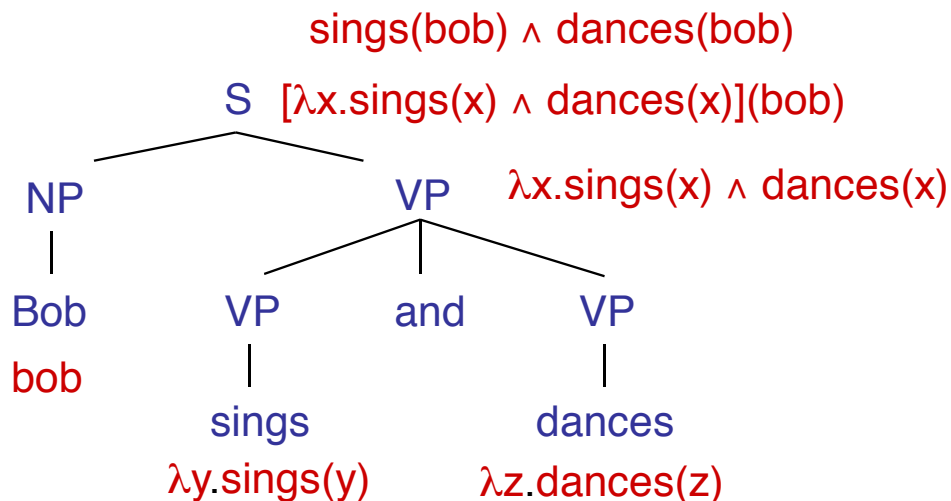 sings(bob) ∧ dances(bob)
S [λx.sings(x) ∧ dances(x)](bob)
NP VP λx.sings(x) ∧ dances(x)
Bob VP and VP
bob
sings dances
λy.sings(y) λz.dances(z)